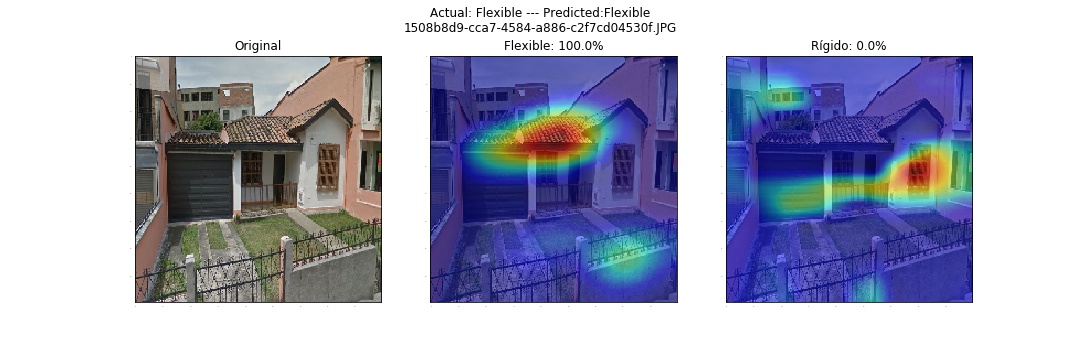 Actual: Flexible --- Predicted:Flexible
1508b8d9-cca7-4584-a886-c2f7cd04530f.JPG
Original
Flexible: 100.0%
Rígido: 0.0%